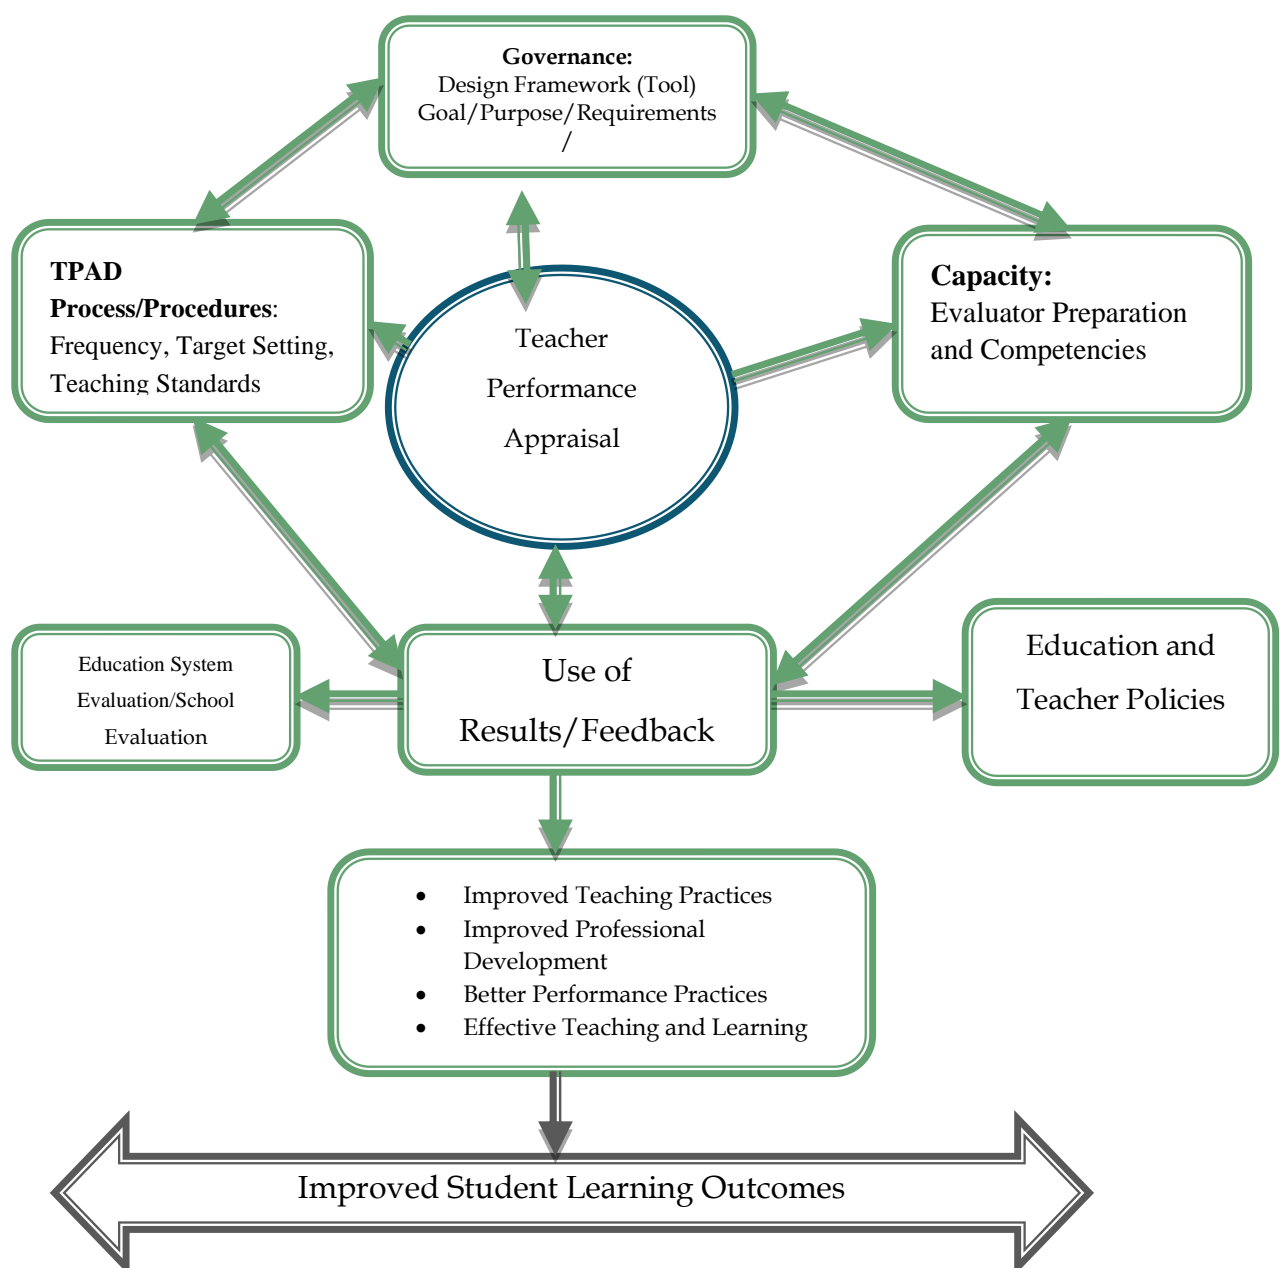 Governance:
Design Framework (Tool)
Goal/Purpose/Requirements
/
TPAD
Process/Procedures:
Frequency, Target Setting,
Teaching Standards
Teacher
Performance
Appraisal
Capacity:
Evaluator Preparation
and Competencies
Education System
Evaluation/School
Evaluation
Use of
Results/Feedback
Education and
Teacher Policies
• Improved Teaching Practices
• Improved Professional
Development
• Better Performance Practices
• Effective Teaching and Learning
Improved Student Learning Outcomes